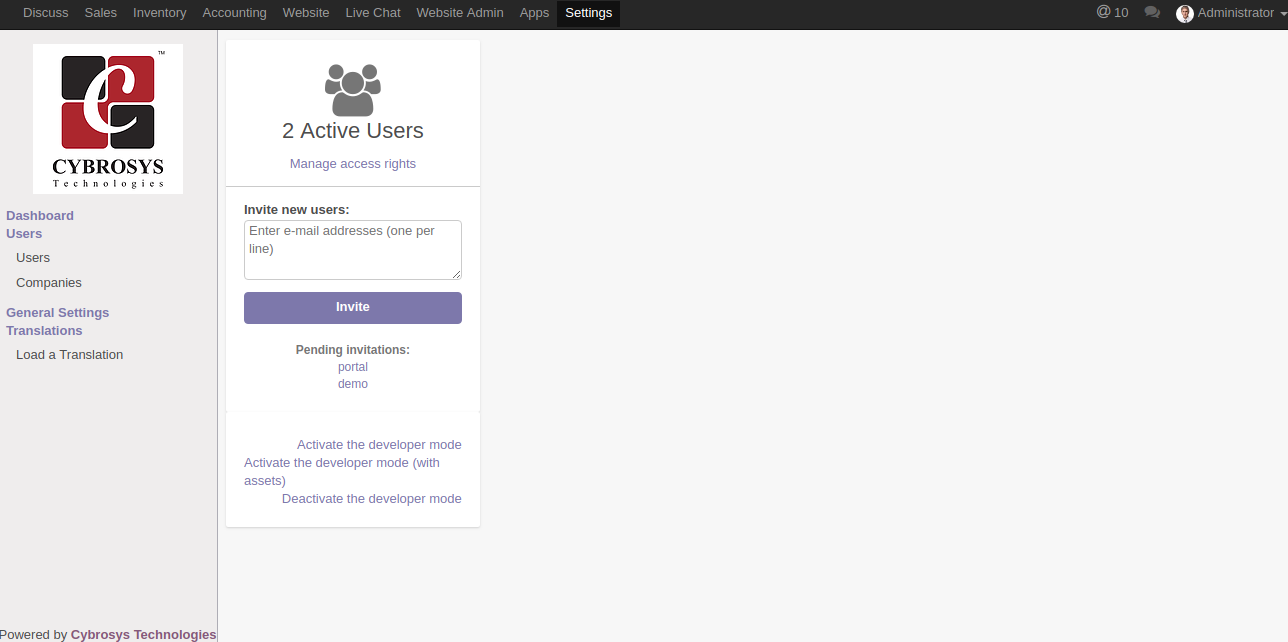 Discuss Sales Inventory Accounting Website Live Chat Website Admin Apps Settings @ 10 Administrator
™
C
CYBROSYS
Technologies
Dashboard
Users
Users
Companies
General Settings
Translations
Load a Translation
Powered by Cybrosys Technologies
2 Active Users
Manage access rights
Invite new users:
Enter e-mail addresses (one per
line)
Invite
Pending invitations:
portal
demo
Activate the developer mode
Activate the developer mode (with
assets)
Deactivate the developer mode